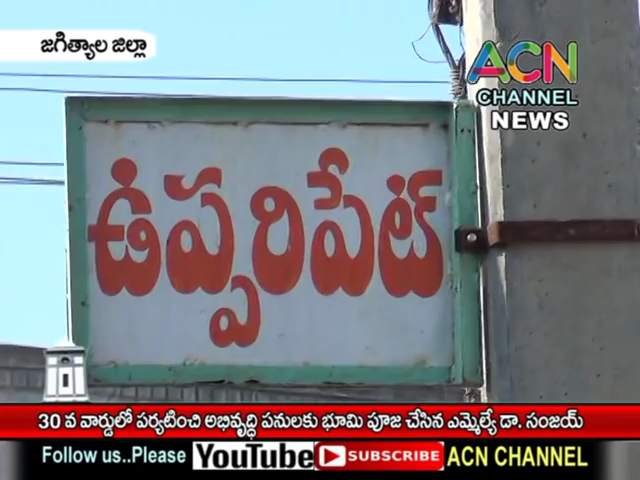 జగిత్యాల జిల్లా
ACN
CHANNEL
NEWS
ఉప్పరిపేట్
30 వ వార్డులో పర్యటించి అభివృద్ధి పనులకు భూమి పూజ చేసిన ఎమ్మెల్యే డా. సంజయ్
Follow us..Please YouTube SUBSCRIBE ACN CHANNEL